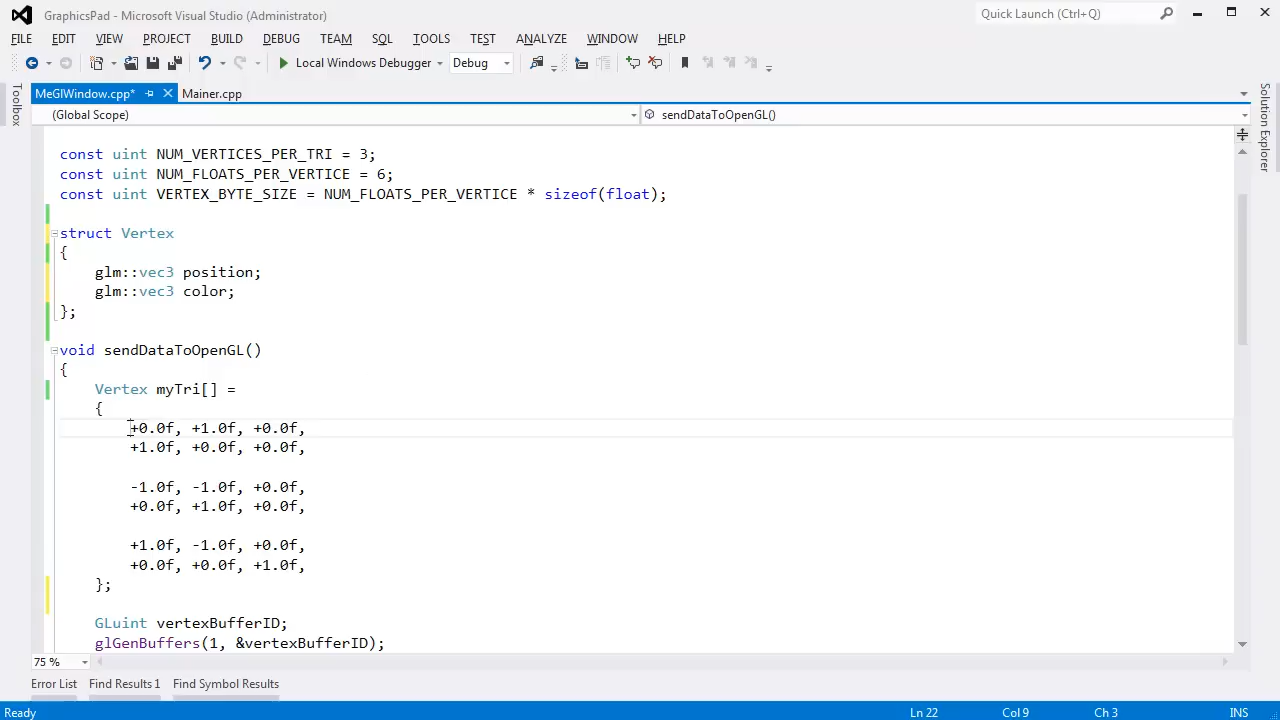 GraphicsPad - Microsoft Visual Studio (Administrator)
Quick Launch (Ctrl+Q)
FILE EDIT VIEW PROJECT BUILD DEBUG TEAM SQL TOOLS TEST ANALYZE WINDOW HELP
Local Windows Debugger Debug
Toolbox
MeGlWindow.cpp* Mainer.cpp
Solution Explorer
(Global Scope) sendDataToOpenGL()
const uint NUM_VERTICES_PER_TRI = 3;
const uint NUM_FLOATS_PER_VERTICE = 6;
const uint VERTEX_BYTE_SIZE = NUM_FLOATS_PER_VERTICE * sizeof(float);
struct Vertex
{
glm::vec3 position;
glm::vec3 color;
};
void sendDataToOpenGL()
{
Vertex myTri[] =
{
+0.0f, +1.0f, +0.0f,
+1.0f, +0.0f, +0.0f,
-1.0f, -1.0f, +0.0f,
+0.0f, +1.0f, +0.0f,
+1.0f, -1.0f, +0.0f,
+0.0f, +0.0f, +1.0f,
};
GLuint vertexBufferID;
glGenBuffers(1, &vertexBufferID);
75 %
Error List Find Results 1 Find Symbol Results
Ready Ln 22 Col 9 Ch 3 INS